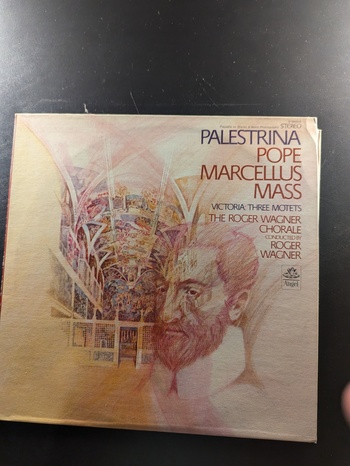 STEREO
PALESTRINA
POPE
MARCELLUS
MASS
VICTORIA: THREE MOTETS
THE ROGER WAGNER
CHORALE
CONDUCTED BY
ROGER
WAGNER
Angel